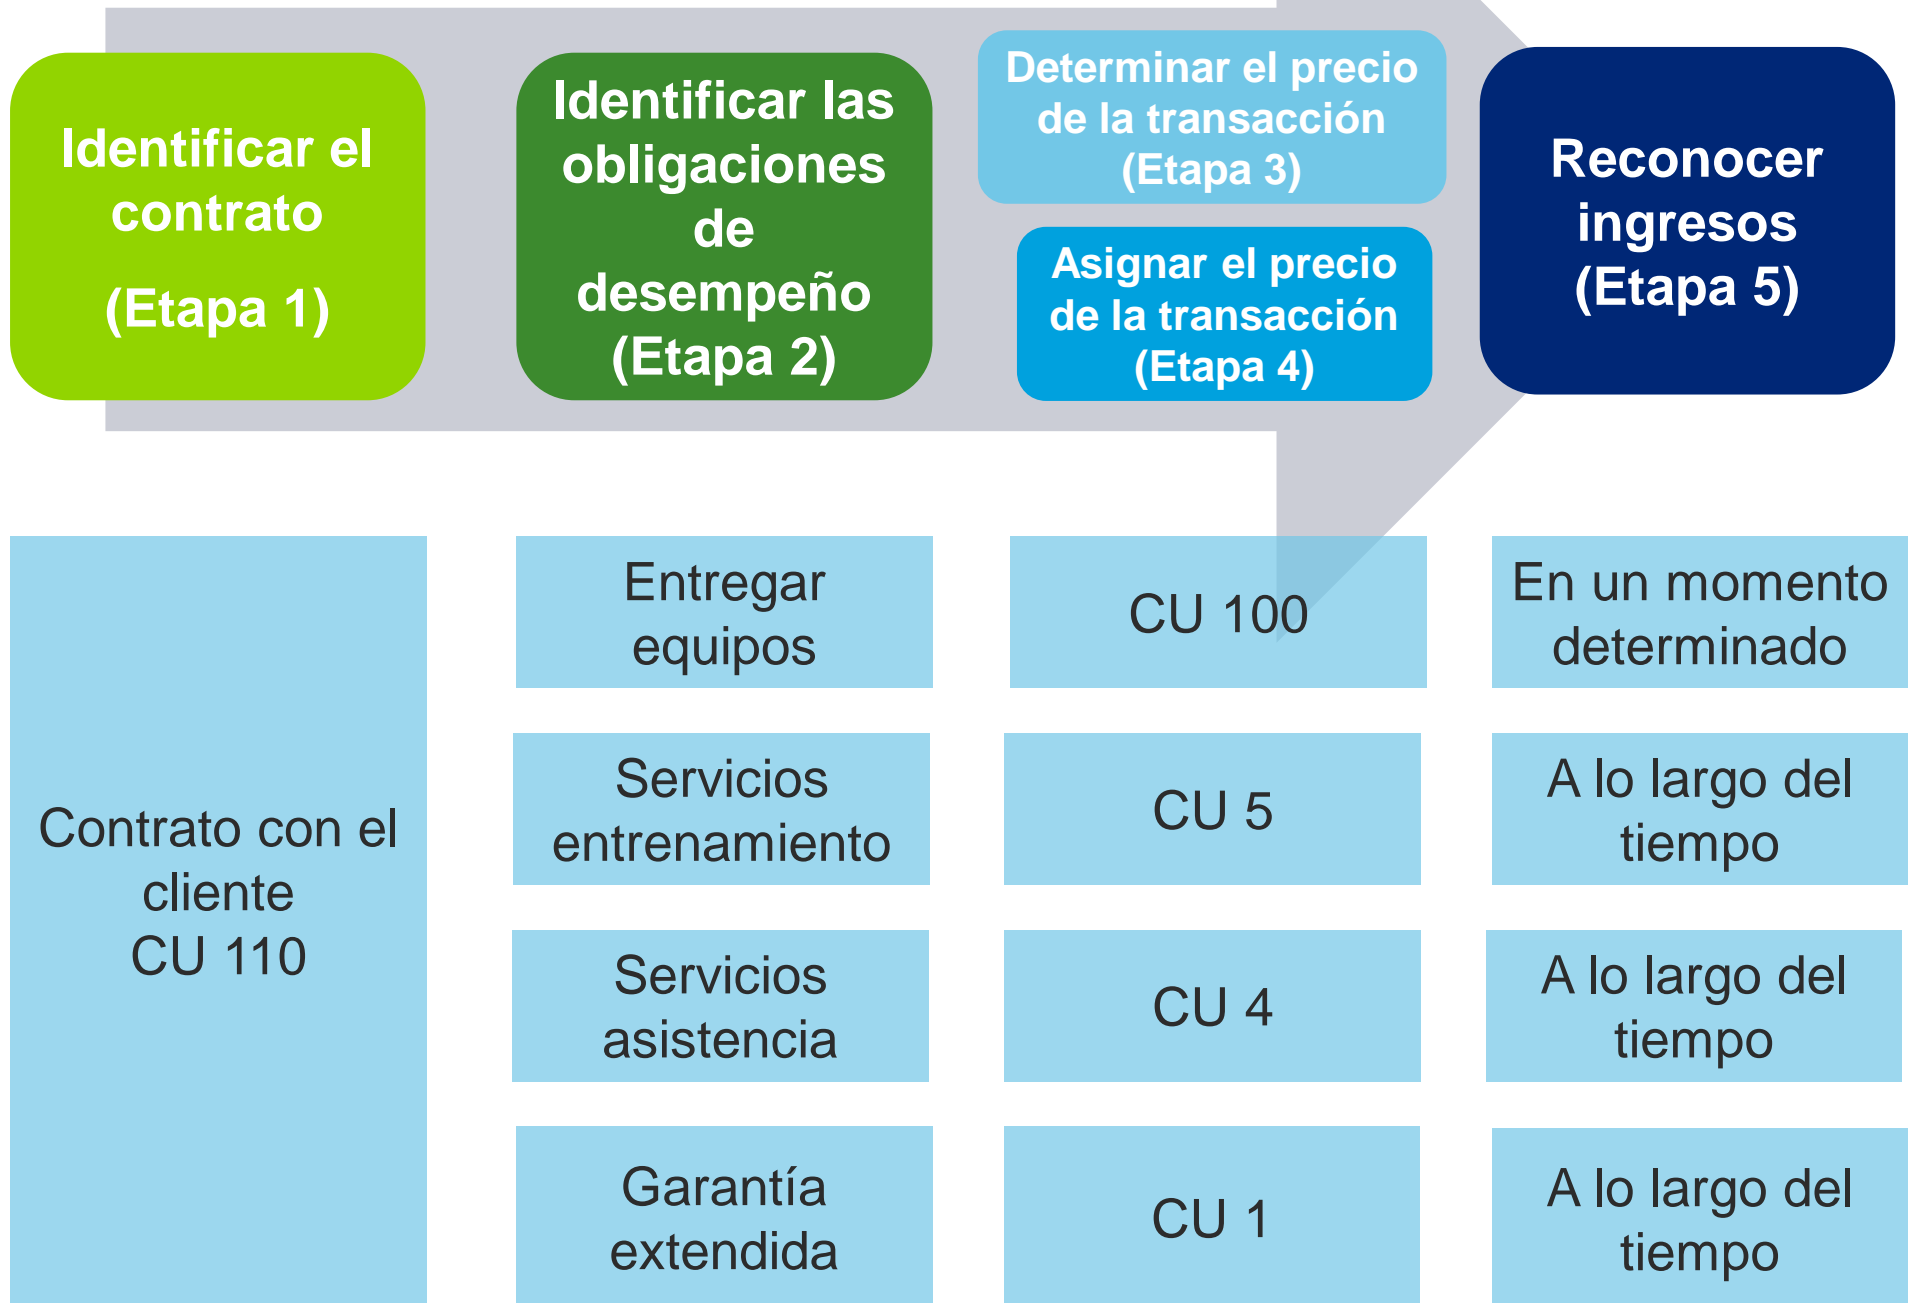 Identificar el
contrato
(Etapa 1)
Identificar las
obligaciones
de
desempeño
(Etapa 2)
Determinar el precio
de la transacción
(Etapa 3)
Asignar el precio
de la transacción
(Etapa 4)
Reconocer
ingresos
(Etapa 5)
Contrato con el
cliente
CU 110
Entregar
equipos
CU 100
En un momento
determinado
Servicios
entrenamiento
CU 5
A lo largo del
tiempo
Servicios
asistencia
CU 4
A lo largo del
tiempo
Garantía
extendida
CU 1
A lo largo del
tiempo